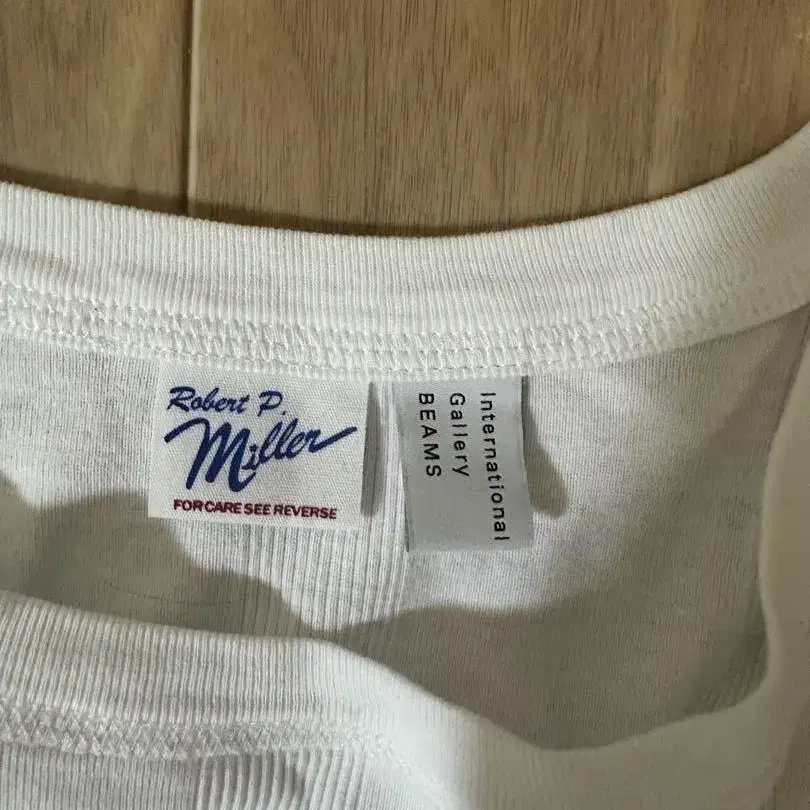 Robert P.
Miller
FOR CARE SEE REVERSE
International
Gallery
BEAMS